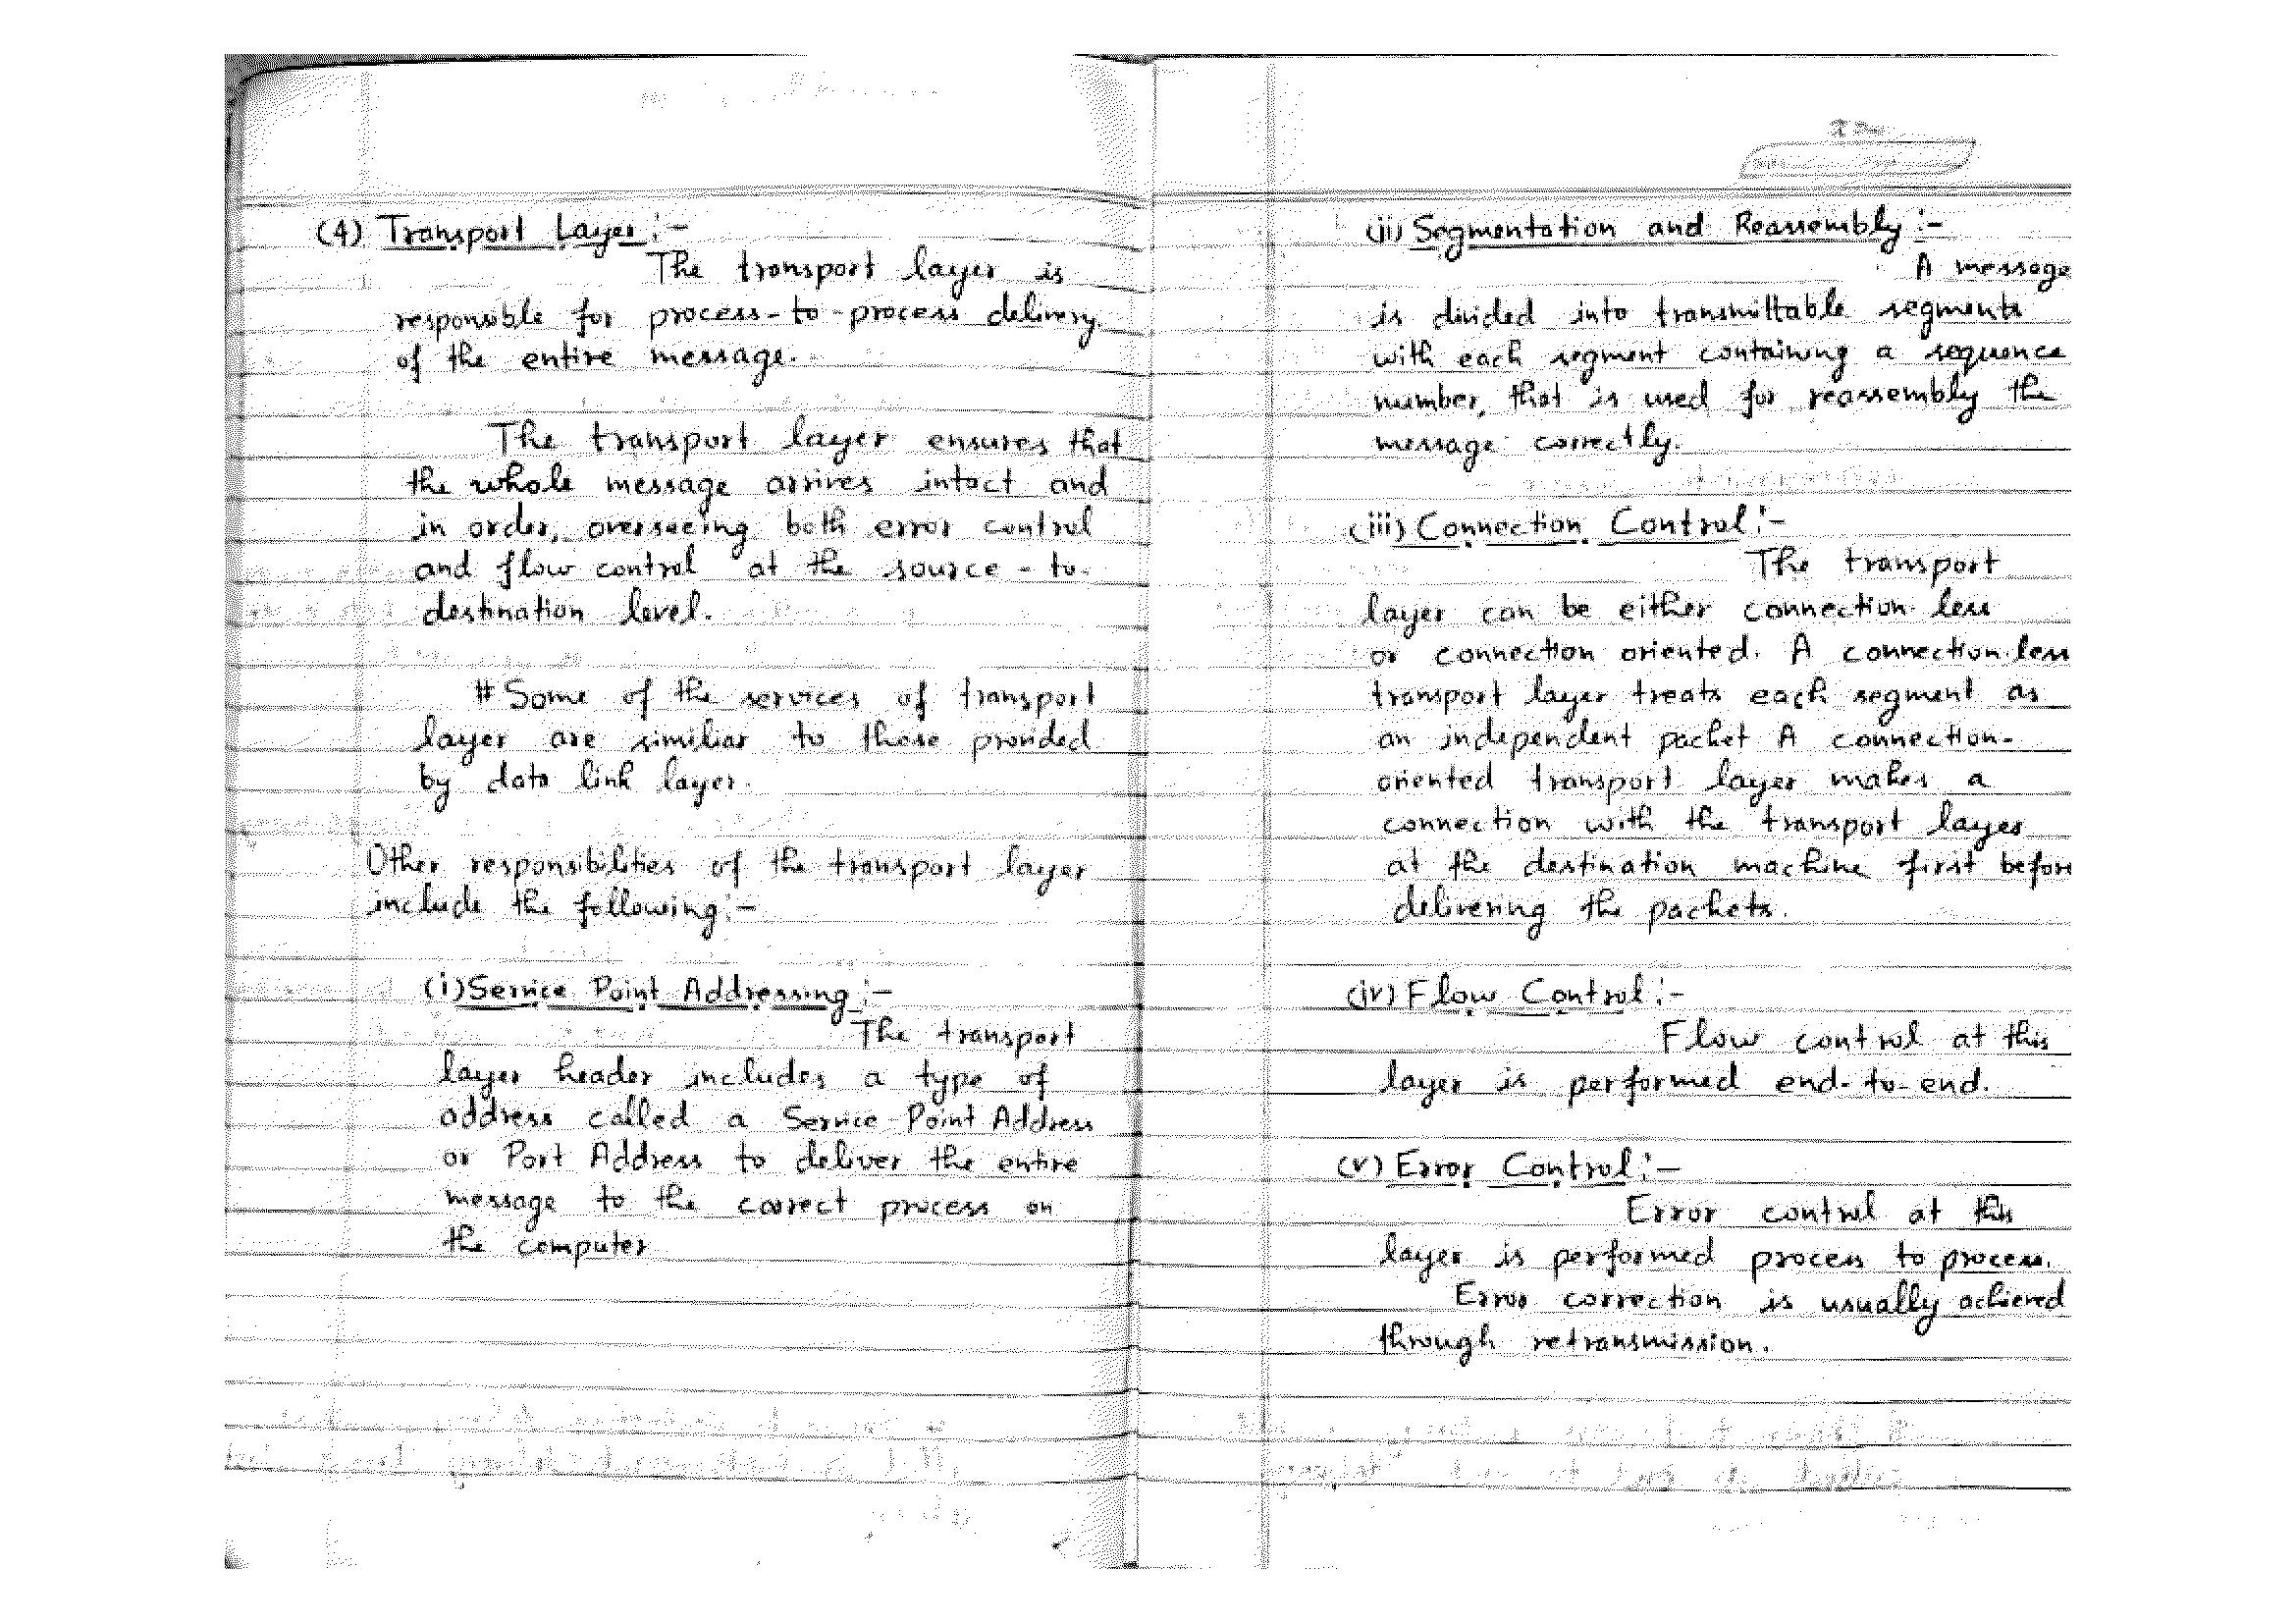 (4) Transport Layer :-
The transport layer is
responsible for process-to-process delivery
of the entire message.
The transport layer ensures that
the whole message arrives intact and
in order, overseeing both error control
and flow control at the source-to-
destination level.
# Some of the services of transport
layer are similiar to those provided
by data link layer.
Other responsibilities of the transport layer
include the following :-
(i) Service Point Addressing :-
The transport
layer header includes a type of
address called a Service Point Address
or Port Address to deliver the entire
message to the correct process on
the computer
(ii) Segmentation and Reassembly :-
A message
is divided into transmittable segments
with each segment containing a sequence
number, that is used for reassembly the
message correctly.
(iii) Connection Control :-
The transport
layer can be either connection less
or connection oriented. A connection less
transport layer treats each segment as
an independent packet A connection-
oriented transport layer makes a
connection with the transport layer
at the destination machine first before
delivering the packets.
(iv) Flow Control :-
Flow control at this
layer is performed end-to-end.
(v) Error Control :-
Error control at this
layer is performed process to process.
Error correction is usually achieved
through retransmission.